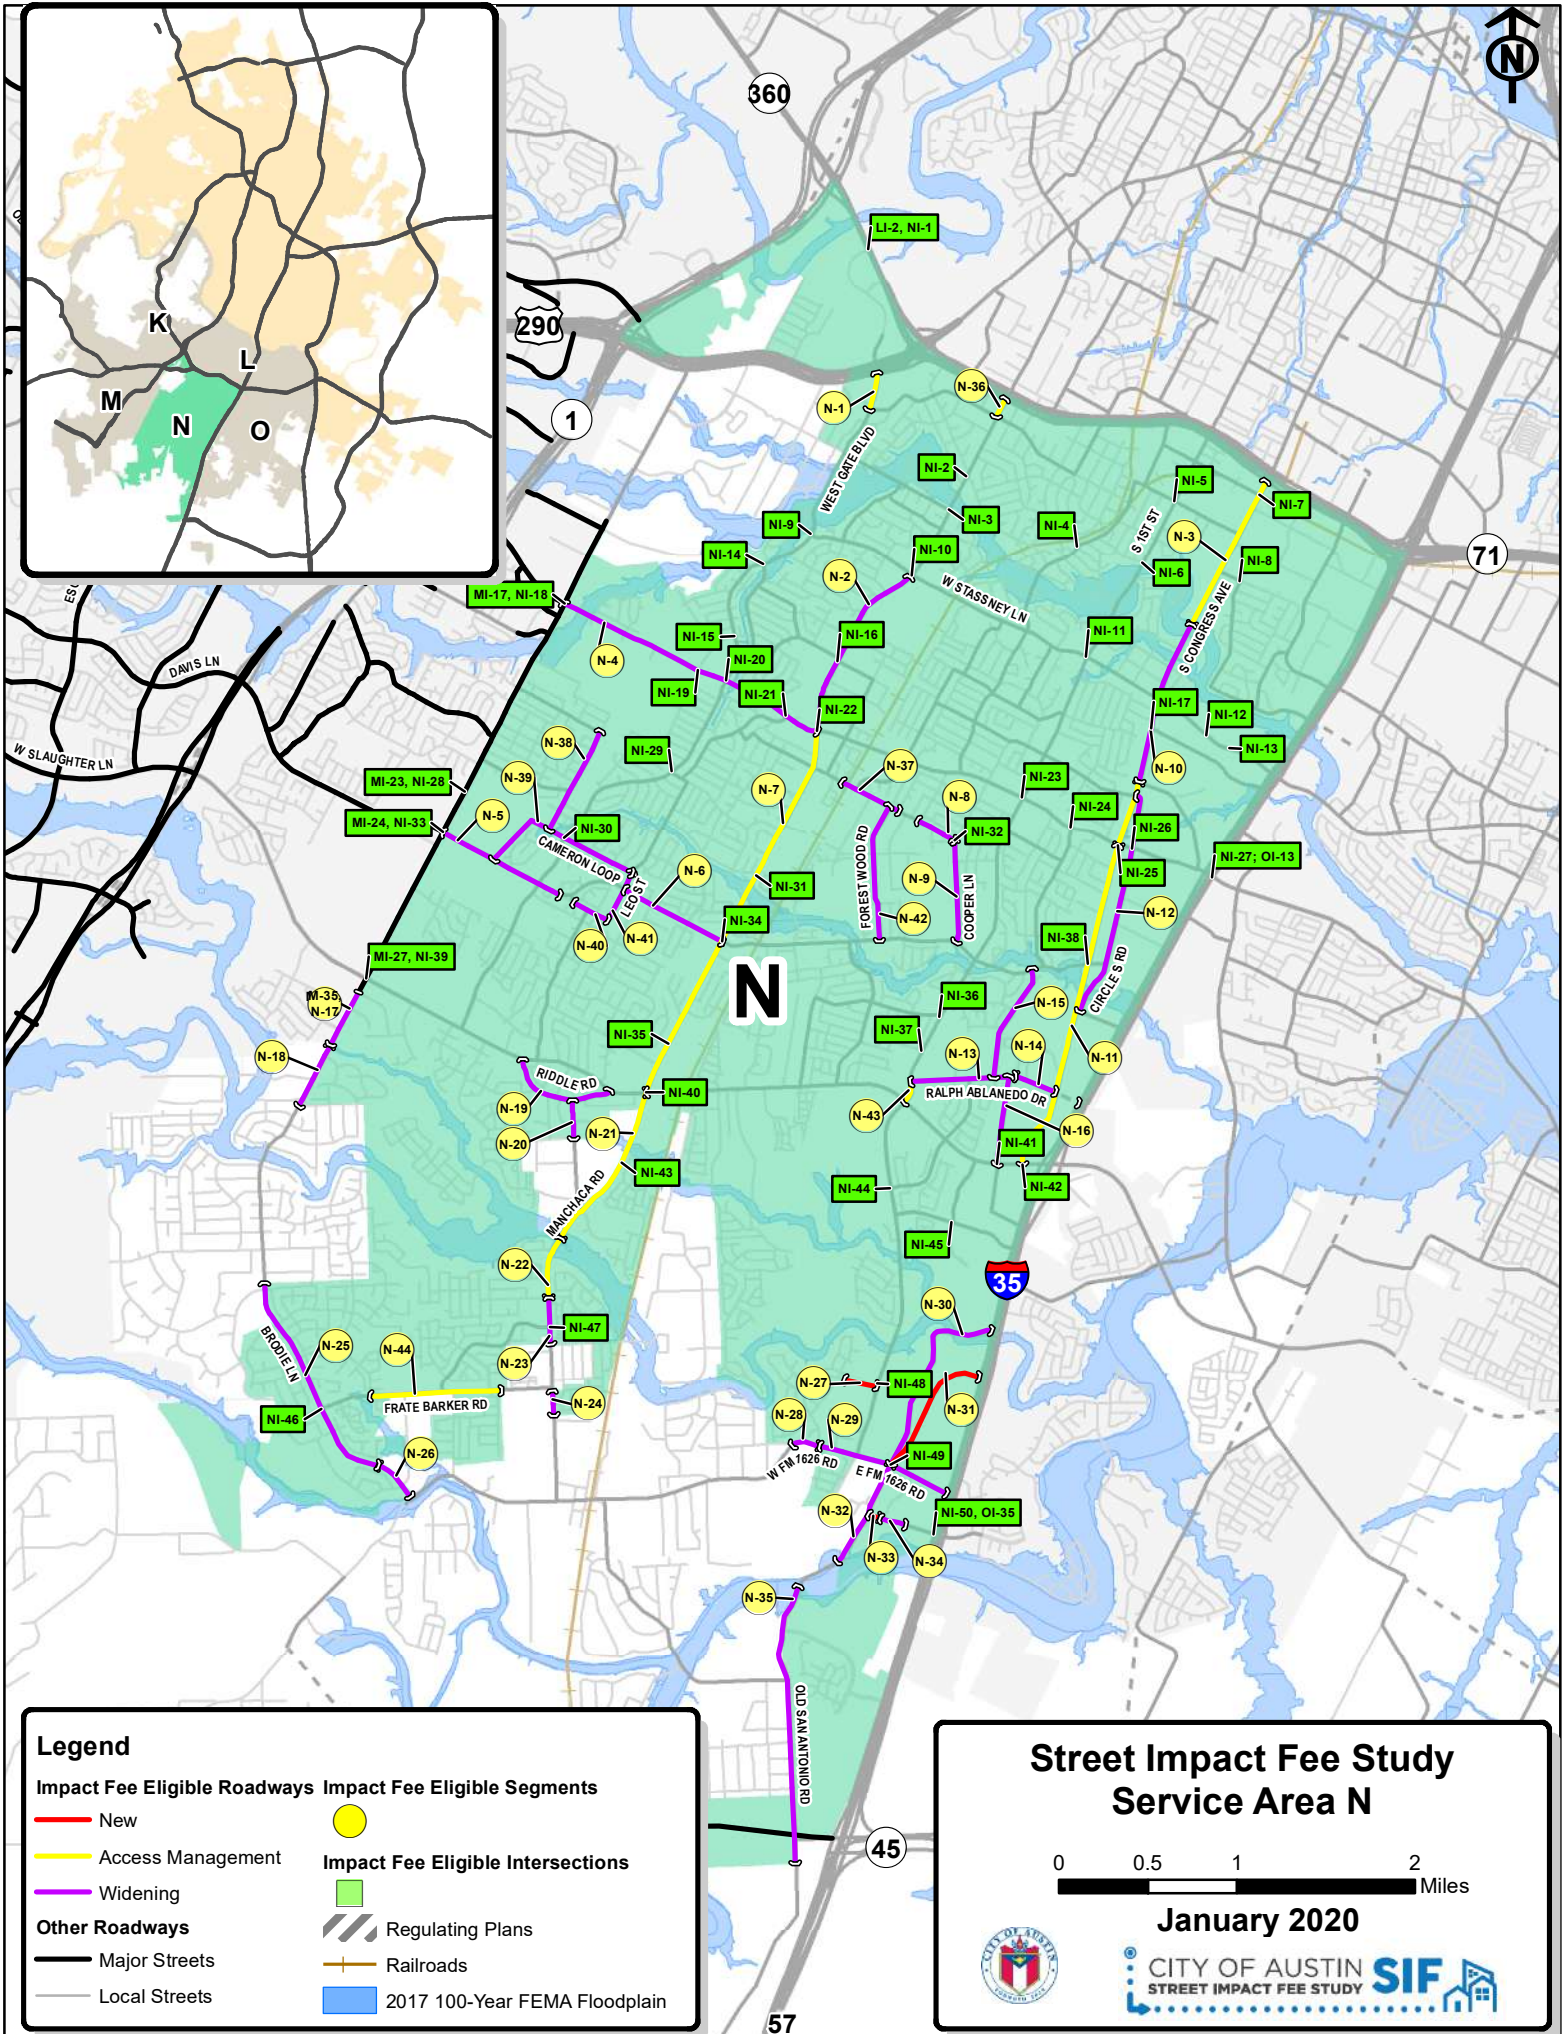 N
360
LI-2, NI-1
290
K
L
M
N
O
1
N-1
N-36
WEST GATE BLVD
NI-2
NI-5
NI-7
NI-3
NI-4
S 1ST ST
N-3
NI-9
NI-14
NI-10
NI-8
71
N-2
NI-6
W STASSNEY LN
MI-17, NI-18
S CONGRESS AVE
NI-15
NI-16
NI-11
DAVIS LN
N-4
NI-20
NI-19
NI-21
NI-22
NI-17
NI-12
NI-13
W SLAUGHTER LN
N-38
NI-29
N-10
MI-23, NI-28
N-39
N-37
NI-23
N-7
N-8
NI-24
MI-24, NI-33
N-5
NI-30
NI-32
NI-26
CAMERON LOOP
FOREST WOOD RD
NI-27; OI-13
N-6
NI-31
N-9
NI-25
LEO ST
COOPER LN
N-12
NI-34
N-42
N-40
N-41
NI-38
MI-27, NI-39
N
CIRCLE S RD
M-35,
N-17
NI-36
N-15
NI-35
NI-37
N-18
N-13
N-14
N-11
RIDDLE RD
NI-40
RALPH ABLANEDO DR
N-19
N-43
N-20
N-21
N-16
NI-41
NI-43
NI-44
NI-42
MANCHACA RD
NI-45
N-22
35
N-30
NI-47
BRODIE LN
N-25
N-44
N-23
N-27
NI-48
FRATE BARKER RD
N-24
N-31
NI-46
N-28
N-29
N-26
NI-49
W FM 1626 RD
E FM 1626 RD
N-32
NI-50, OI-35
N-33
N-34
N-35
OLD SAN ANTONIO RD
45
57
Legend
Impact Fee Eligible Roadways
New
Access Management
Widening
Other Roadways
Major Streets
Local Streets
Impact Fee Eligible Segments
Impact Fee Eligible Intersections
Regulating Plans
Railroads
2017 100-Year FEMA Floodplain
Street Impact Fee Study
Service Area N
0 0.5 1 2
Miles
January 2020
CITY OF AUSTIN
FOUNDED 1839
CITY OF AUSTIN
STREET IMPACT FEE STUDY
SIF